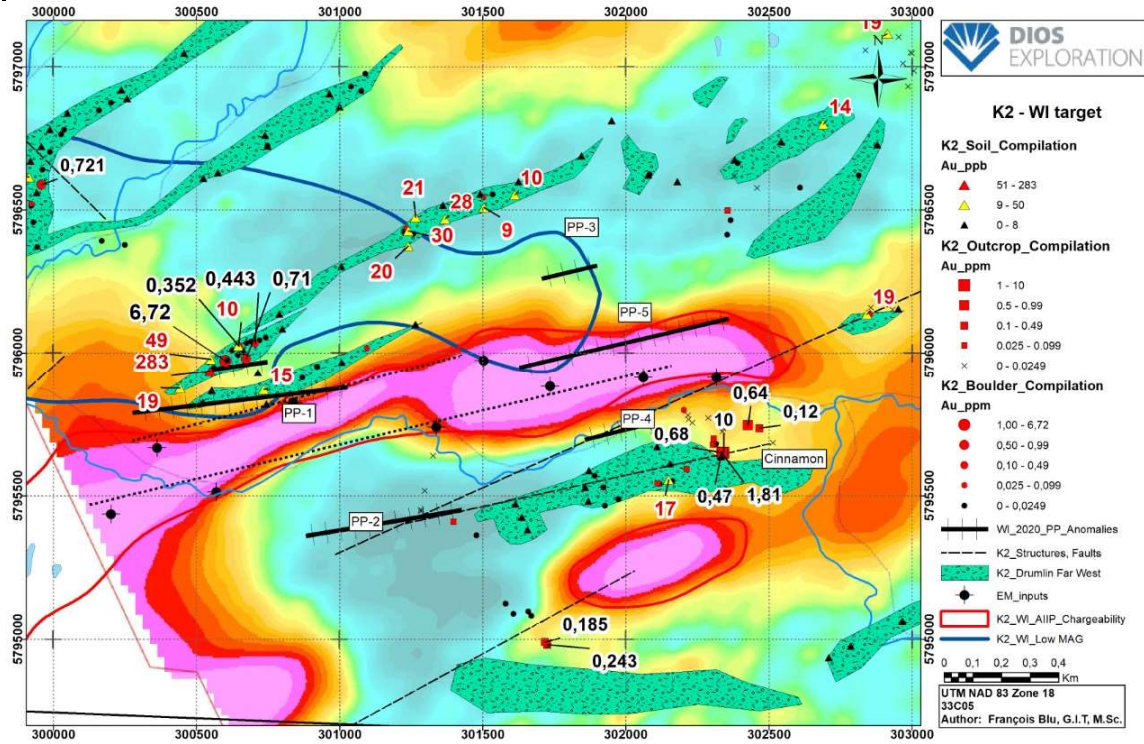 300000 300500 301000 301500 302000 302500 303000
5797000
5796500
5796000
5795500
5795000
19
N
14
0,721
21
28
10
30
9
20
PP-3
0,443
0,71
0,352
10
6,72
49
283
19
15
PP-1
PP-5
19
PP-4
0,64
10
0,12
0,68
Cinnamon
0,47
1,81
17
PP-2
0,185
0,243
300000 300500 301000 301500 302000 302500 303000
DIOS
EXPLORATION
K2 - WI target
K2_Soil_Compilation
Au_ppb
51 - 283
9 - 50
0 - 8
K2_Outcrop_Compilation
Au_ppm
1 - 10
0.5 - 0.99
0.1 - 0.49
0.025 - 0.099
0 - 0.0249
K2_Boulder_Compilation
Au_ppm
1,00 - 6,72
0,50 - 0,99
0,10 - 0,49
0,025 - 0,099
0 - 0,0249
WI_2020_PP_Anomalies
K2_Structures, Faults
K2_Drumlin Far West
EM_inputs
K2_WI_AIIP_Chargeability
K2_WI_Low MAG
0 0,1 0,2 0,4
Km
UTM NAD 83 Zone 18
33C05
Author: François Blu, G.I.T, M.Sc.